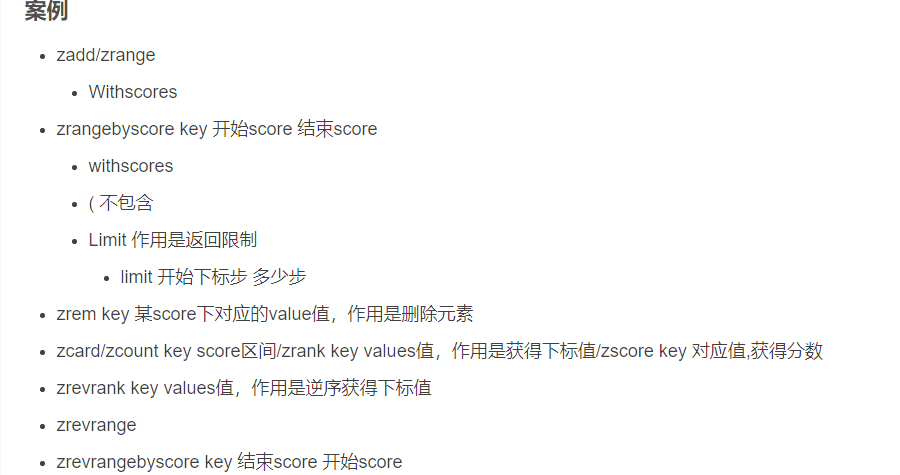 案例
zadd/zrange
Withscores
zrangebyscore key 开始score 结束score
withscores
( 不包含
Limit 作用是返回限制
limit 开始下标步 多少步
zrem key 某score下对应的value值，作用是删除元素
zcard/zcount key score区间/zrank key values值，作用是获得下标值/zscore key 对应值,获得分数
zrevrank key values值，作用是逆序获得下标值
zrevrange
zrevrangebyscore key 结束score 开始score